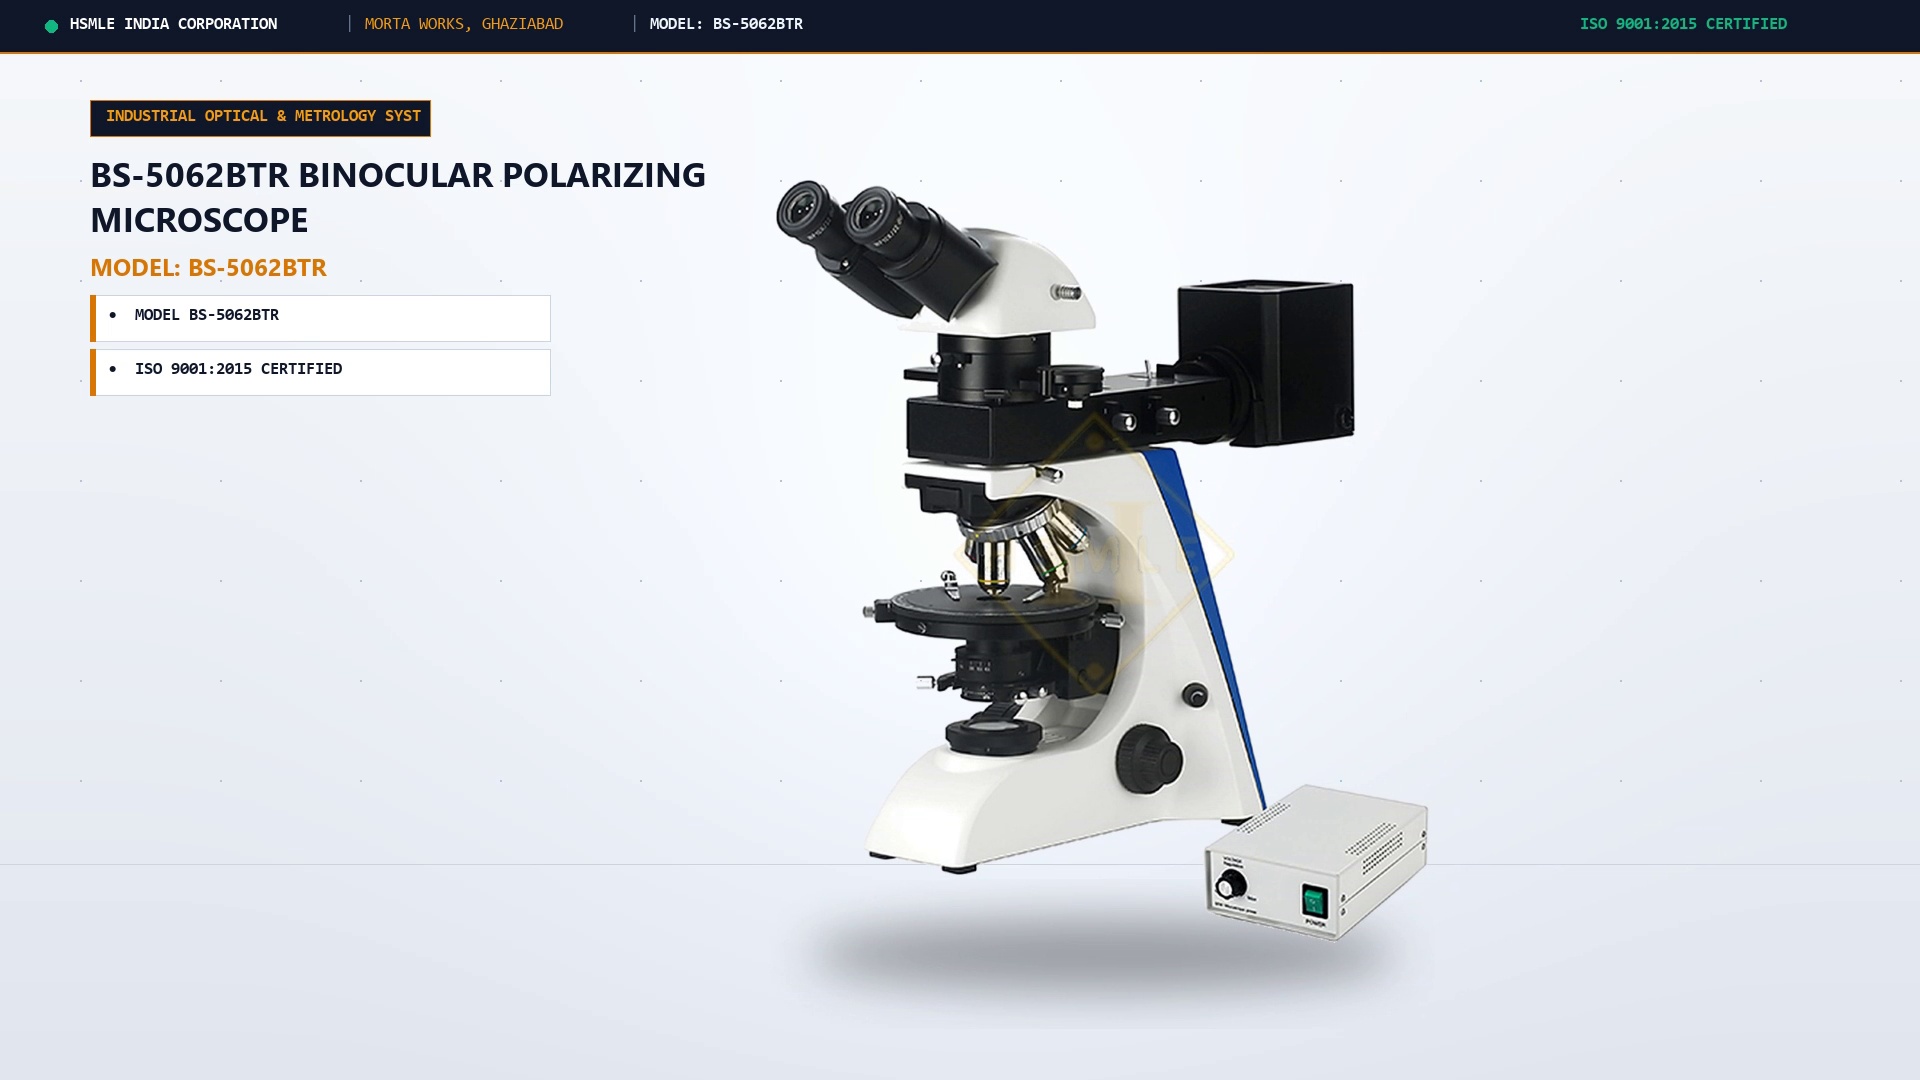 HSMLE INDIA CORPORATION | MORTA WORKS, GHAZIABAD | MODEL: BS-5062BTR ISO 9001:2015 CERTIFIED
INDUSTRIAL OPTICAL & METROLOGY SYST
BS-5062BTR BINOCULAR POLARIZING
MICROSCOPE
MODEL: BS-5062BTR
• MODEL BS-5062BTR
• ISO 9001:2015 CERTIFIED
POWER